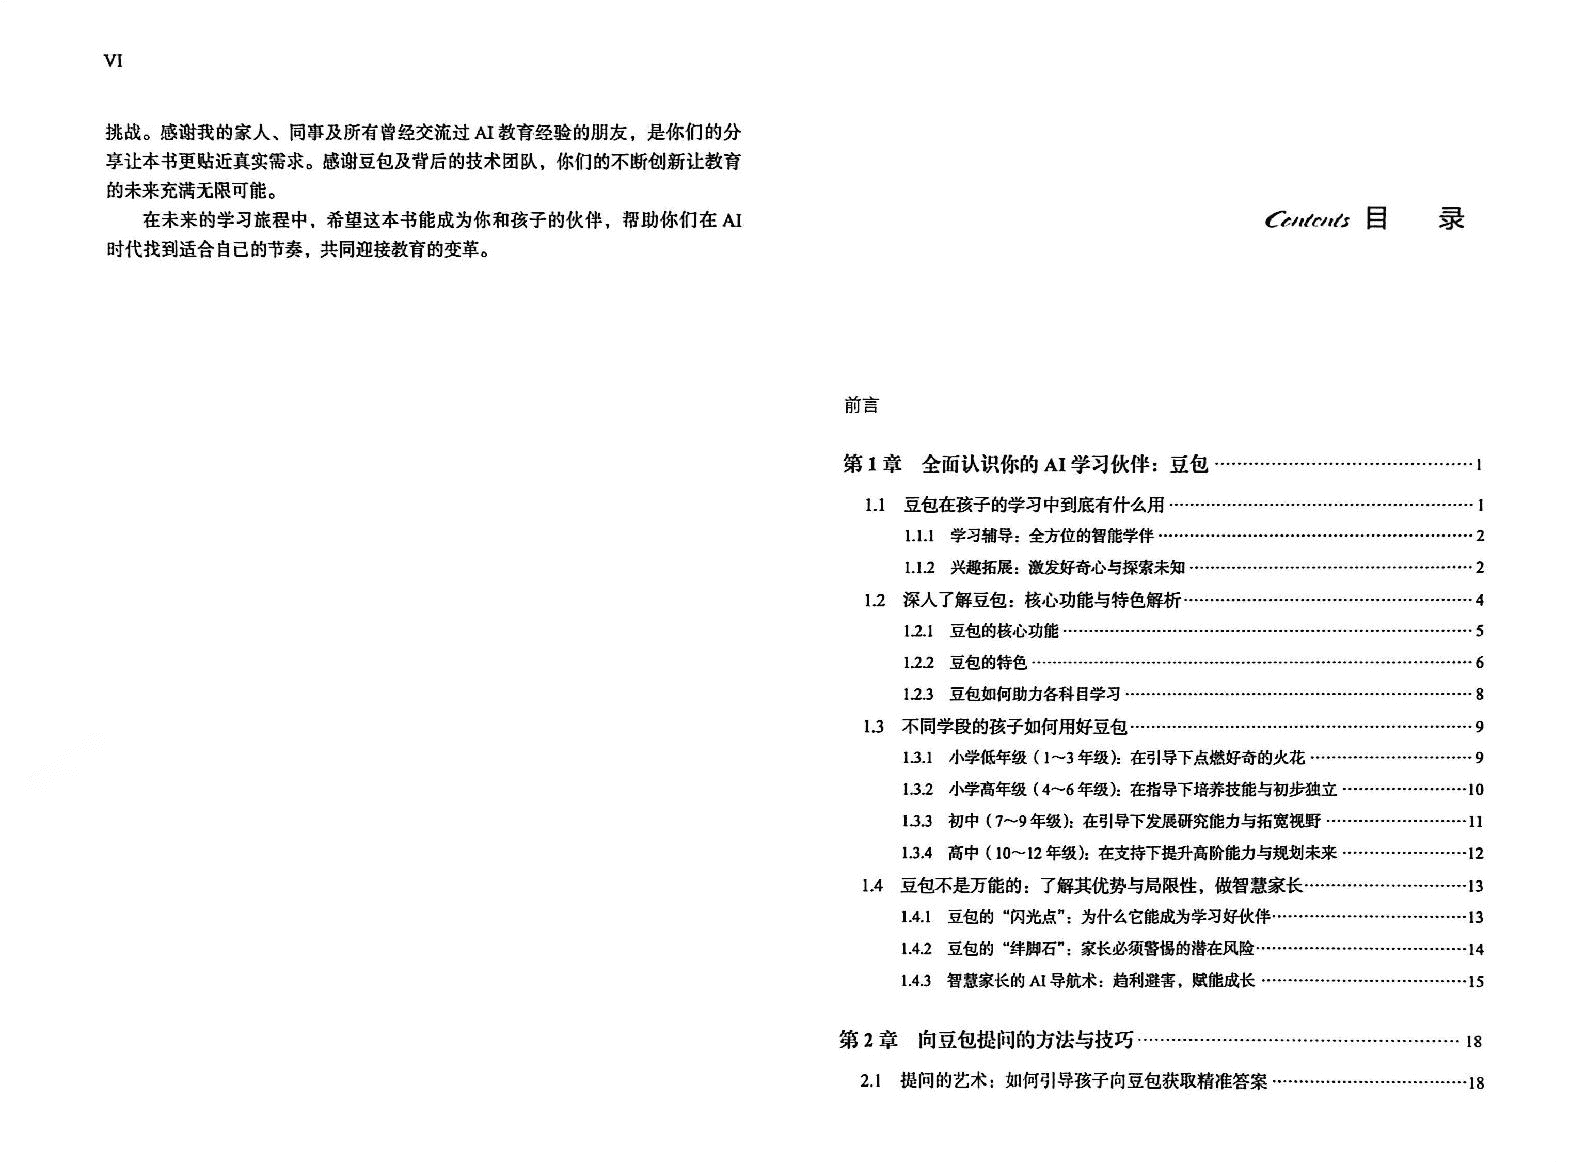 VI
挑战。感谢我的家人、同事及所有曾经交流过 AI 教育经验的朋友，是你们的分
享让本书更贴近真实需求。感谢豆包及背后的技术团队，你们的不断创新让教育
的未来充满无限可能。
在未来的学习旅程中，希望这本书能成为你和孩子的伙伴，帮助你们在 AI
时代找到适合自己的节奏，共同迎接教育的变革。
Contents 目 录
前言
第 1 章 全面认识你的 AI 学习伙伴：豆包 ········ 1
1.1 豆包在孩子的学习中到底有什么用 ········ 1
1.1.1 学习辅导：全方位的智能学伴 ········ 2
1.1.2 兴趣拓展：激发好奇心与探索未知 ········ 2
1.2 深入了解豆包：核心功能与特色解析 ········ 4
1.2.1 豆包的核心功能 ········ 5
1.2.2 豆包的特色 ········ 6
1.2.3 豆包如何助力各科目学习 ········ 8
1.3 不同学段的孩子如何用好豆包 ········ 9
1.3.1 小学低年级（1～3 年级）：在引导下点燃好奇的火花 ········ 9
1.3.2 小学高年级（4～6 年级）：在指导下培养技能与初步独立 ········ 10
1.3.3 初中（7～9 年级）：在引导下发展研究能力与拓宽视野 ········ 11
1.3.4 高中（10～12 年级）：在支持下提升高阶能力与规划未来 ········ 12
1.4 豆包不是万能的：了解其优势与局限性，做智慧家长 ········ 13
1.4.1 豆包的“闪光点”：为什么它能成为学习好伙伴 ········ 13
1.4.2 豆包的“绊脚石”：家长必须警惕的潜在风险 ········ 14
1.4.3 智慧家长的 AI 导航术：趋利避害，赋能成长 ········ 15
第 2 章 向豆包提问的方法与技巧 ········ 18
2.1 提问的艺术：如何引导孩子向豆包获取精准答案 ········ 18